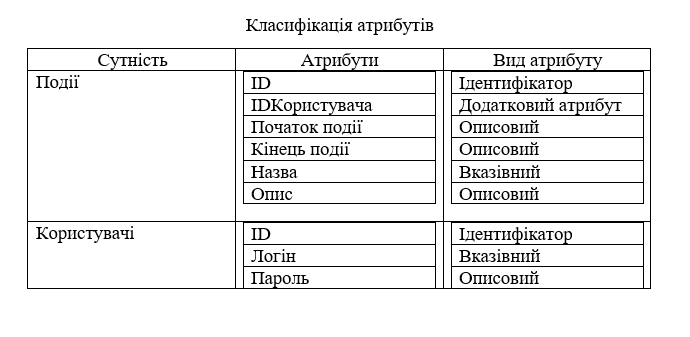 Класифікація атрибутів
Сутність Атрибути Вид атрибуту
Події ID Ідентифікатор
IDКористувача Додатковий атрибут
Початок події Описовий
Кінець події Описовий
Назва Вказівний
Опис Описовий
Користувачі ID Ідентифікатор
Логін Вказівний
Пароль Описовий